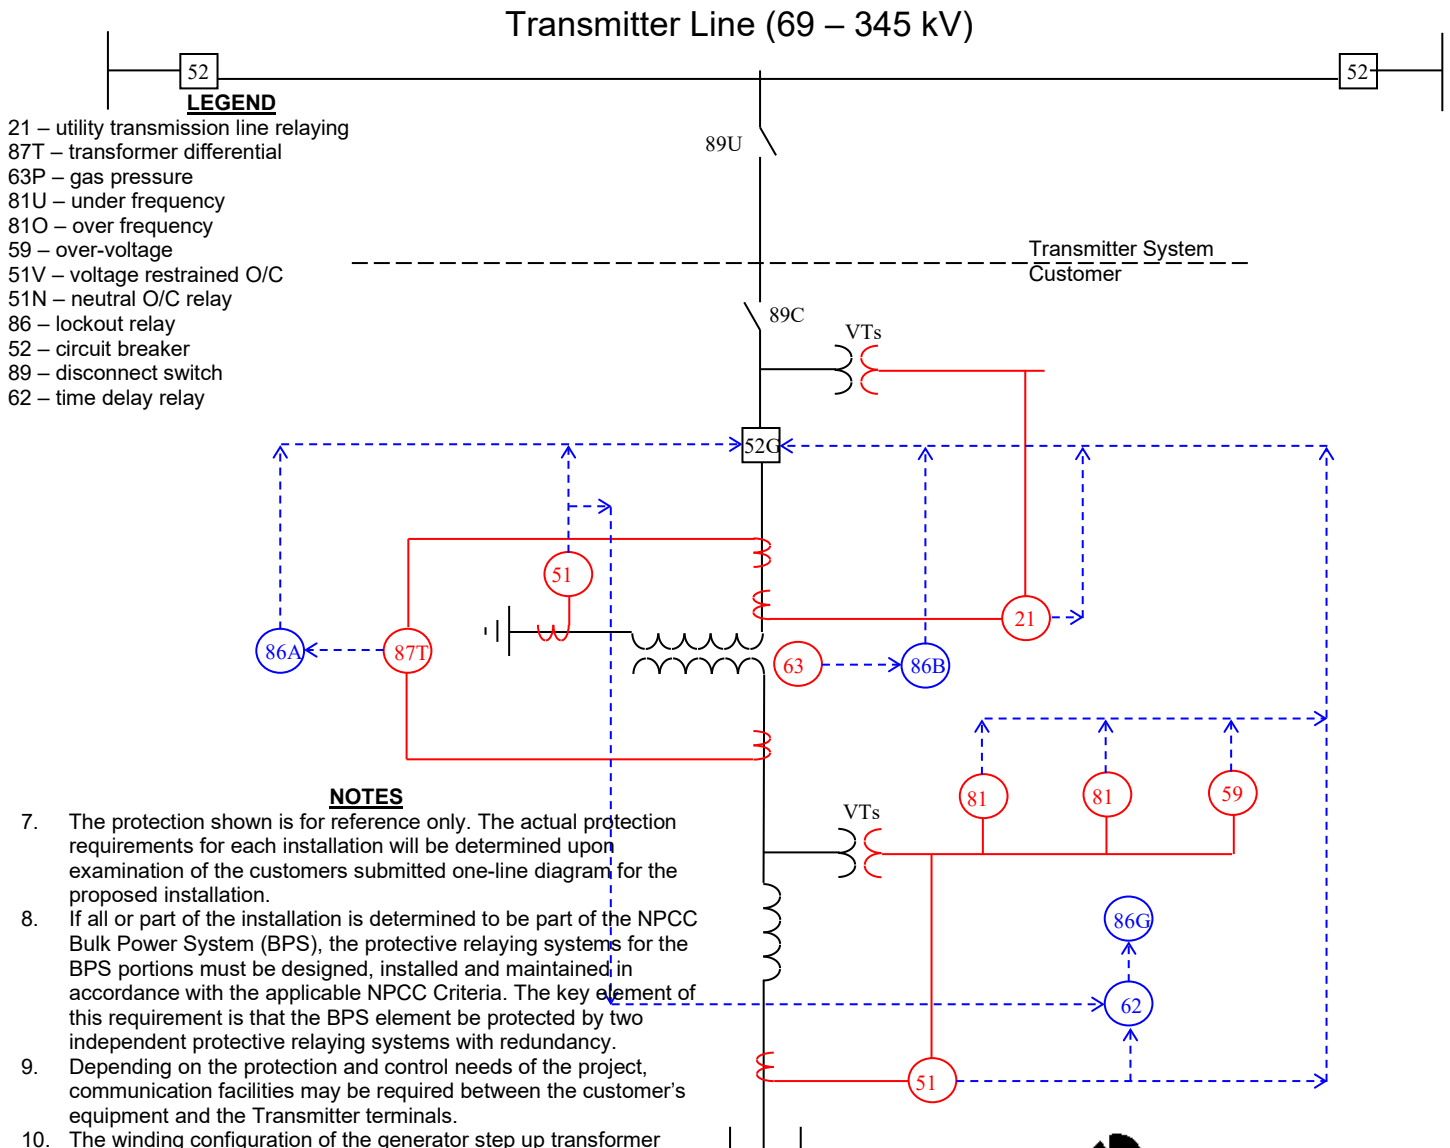 Transmitter Line (69 – 345 kV)
52
52
LEGEND
21 – utility transmission line relaying
87T – transformer differential
63P – gas pressure
81U – under frequency
81O – over frequency
59 – over-voltage
51V – voltage restrained O/C
51N – neutral O/C relay
86 – lockout relay
52 – circuit breaker
89 – disconnect switch
62 – time delay relay
89U
Transmitter System
Customer
89C
VTs
52G
51
21
86A
87T
63
86B
81
81
59
VTs
86G
62
51
NOTES
7. The protection shown is for reference only. The actual protection
requirements for each installation will be determined upon
examination of the customers submitted one-line diagram for the
proposed installation.
8. If all or part of the installation is determined to be part of the NPCC
Bulk Power System (BPS), the protective relaying systems for the
BPS portions must be designed, installed and maintained in
accordance with the applicable NPCC Criteria. The key element of
this requirement is that the BPS element be protected by two
independent protective relaying systems with redundancy.
9. Depending on the protection and control needs of the project,
communication facilities may be required between the customer's
equipment and the Transmitter terminals.
10. The winding configuration of the generator step up transformer